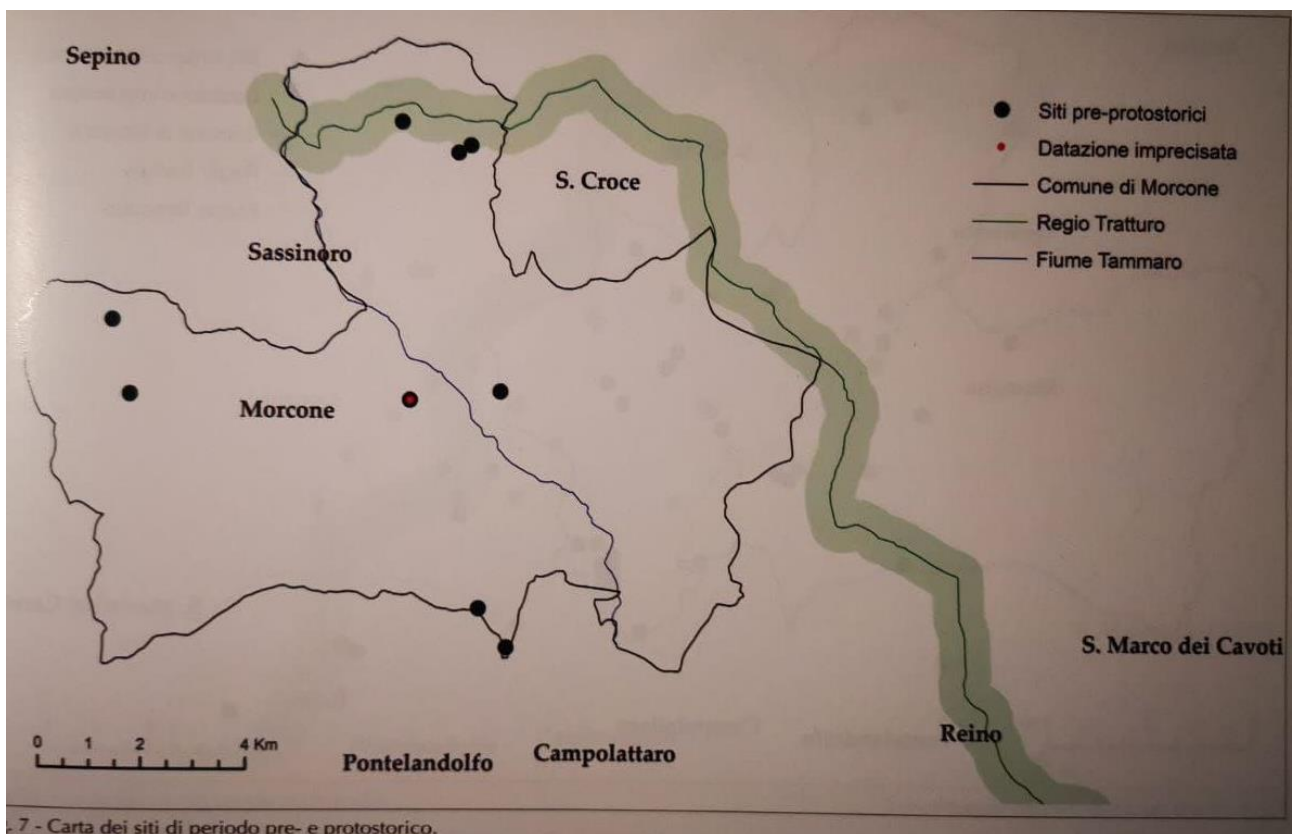 Sepino
Siti pre-protostorici
Datazione imprecisata
S. Croce
Comune di Morcone
Regio Tratturo
Sassinoro
Fiume Tammaro
Morcone
S. Marco dei Cavoti
Reino
0 1 2 4 Km
Pontelandolfo
Campolattaro
. 7 - Carta dei siti di periodo pre- e protostorico.